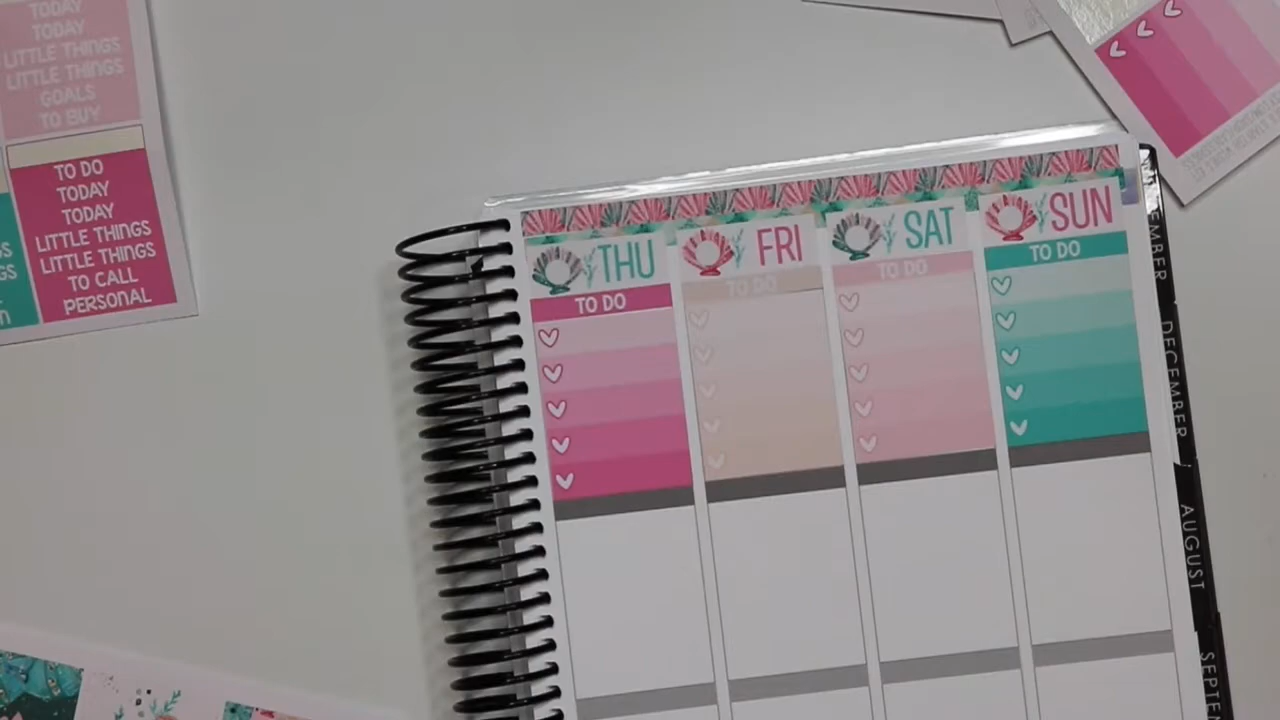 TODAY
TODAY
LITTLE THINGS
LITTLE THINGS
GOALS
TO BUY
TO DO
TODAY
TODAY
LITTLE THINGS
LITTLE THINGS
TO CALL
PERSONAL
THU
FRI
SAT
SUN
TO DO
TO DO
TO DO
TO DO
DECEMBER
AUGUST